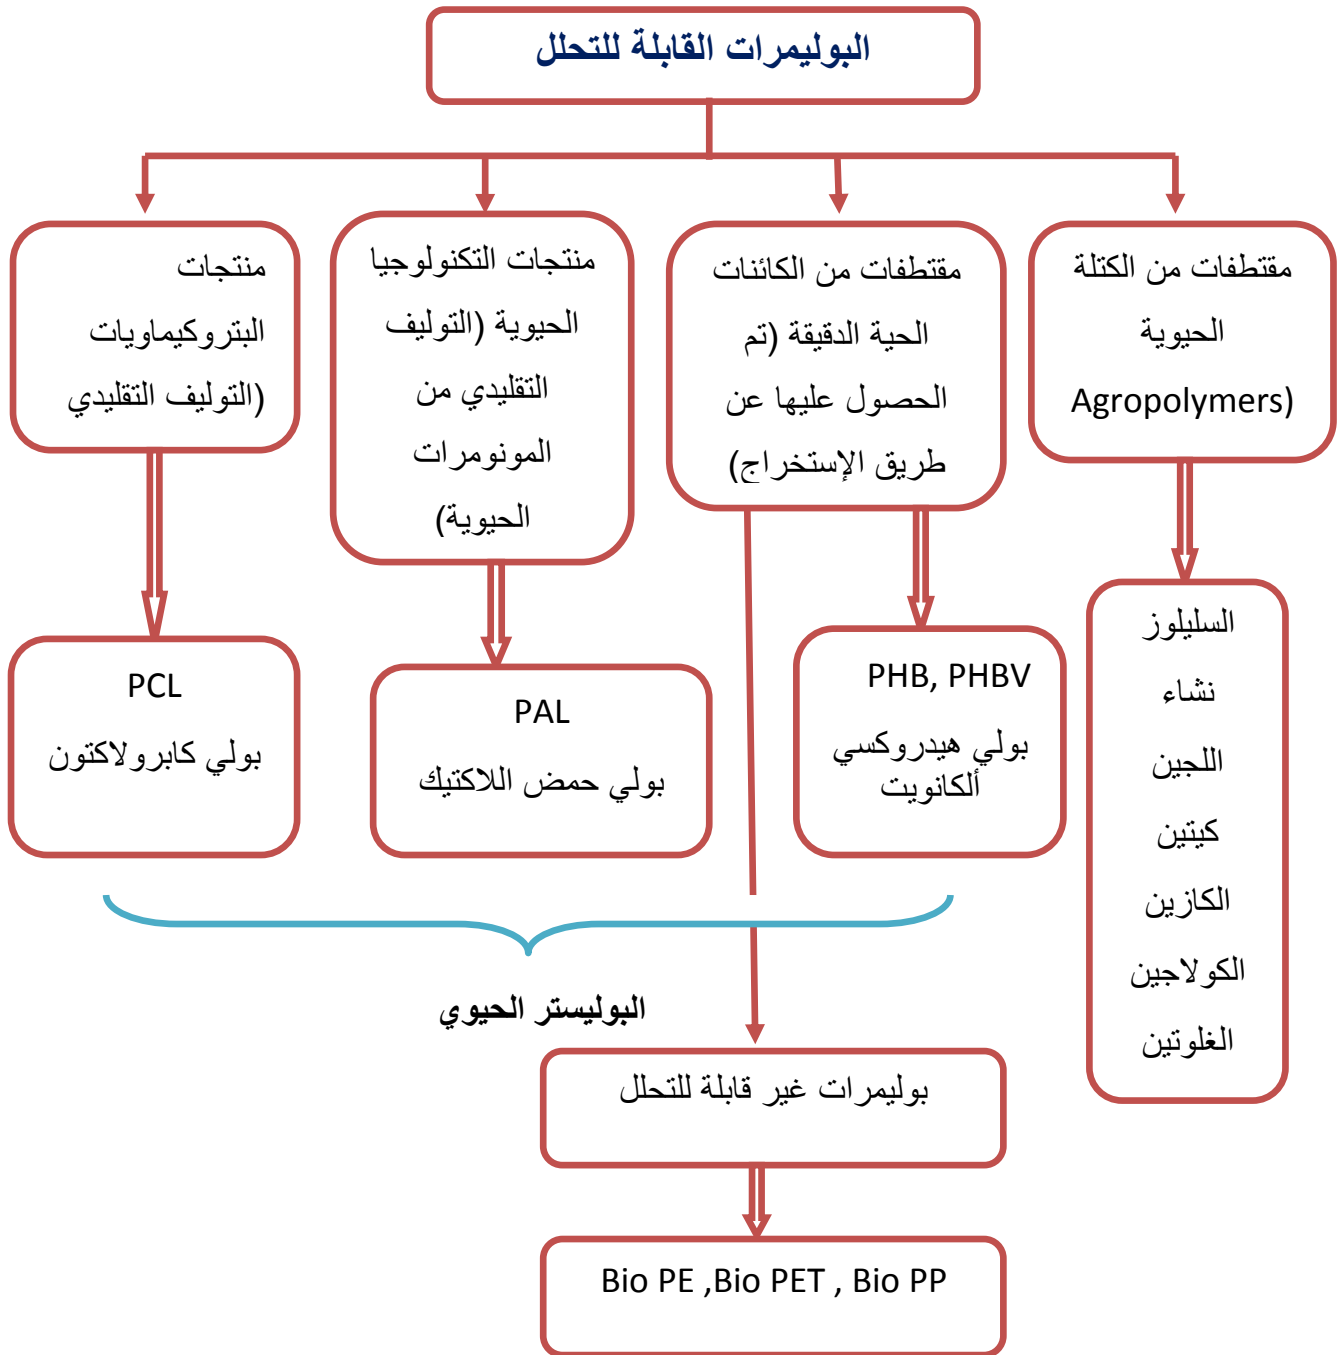 البوليمرات القابلة للتحلل
مقتطفات من الكتلة
الحيوية
Agropolymers)
مقتطفات من الكائنات
الحية الدقيقة (تم
الحصول عليها عن
طريق الإستخراج)
منتجات التكنولوجيا
الحيوية (التوليف
التقليدي من
المونومرات
الحيوية)
منتجات
البتروكيماويات
(التوليف التقليدي
السليلوز
نشاء
اللجين
كيتين
الكازين
الكولاجين
الغلوتين
PHB, PHBV
بولي هيدروكسي
ألكانويت
PAL
بولي حمض اللاكتيك
PCL
بولي كابرولاكتون
البوليستر الحيوي
بوليمرات غير قابلة للتحلل
Bio PE ,Bio PET , Bio PP